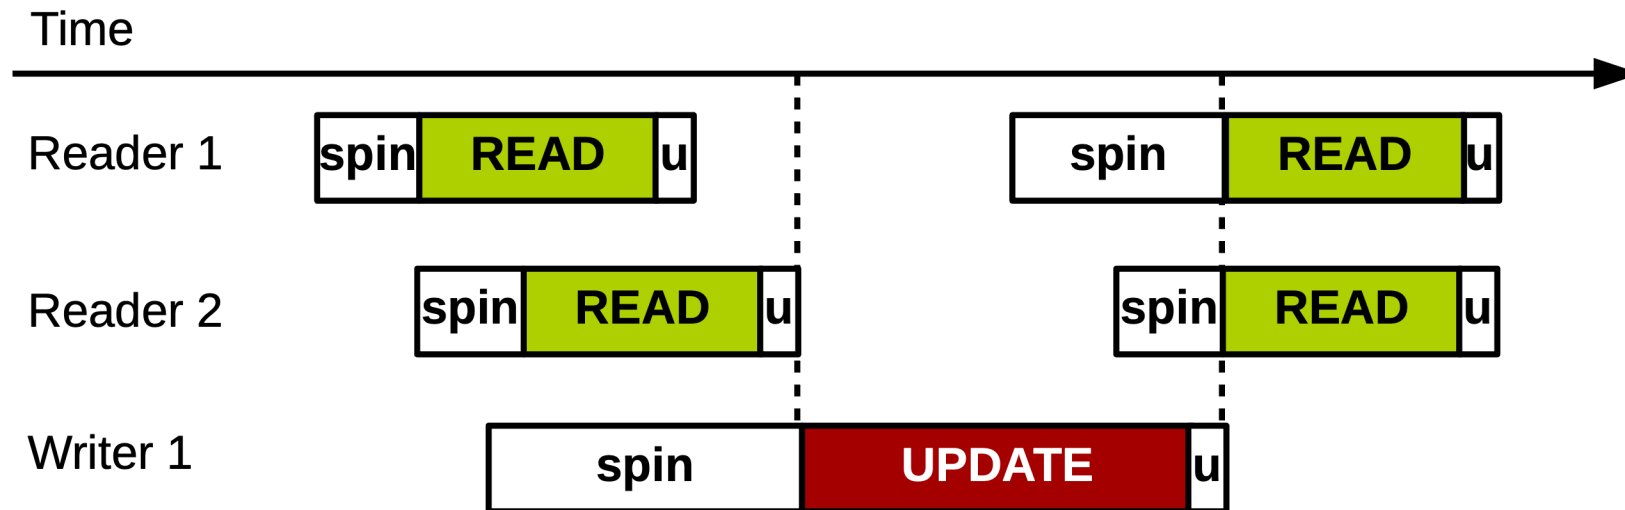 Time
Reader 1 spin READ u spin READ u
Reader 2 spin READ u spin READ u
Writer 1 spin UPDATE u